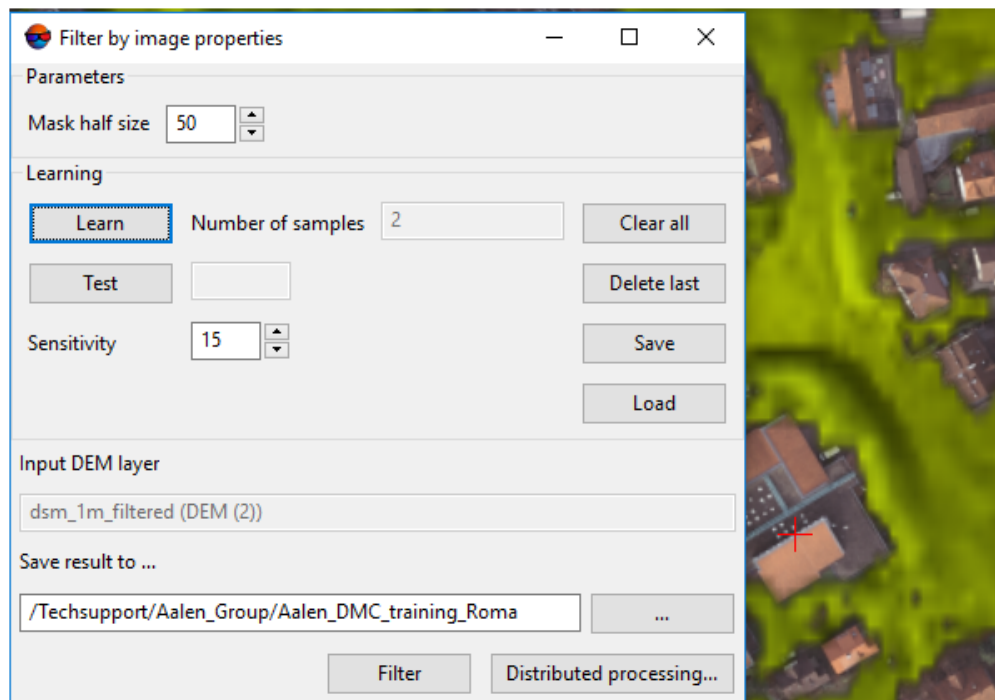 Filter by image properties
Parameters
Mask half size 50
Learning
Learn Number of samples 2 Clear all
Test Delete last
Sensitivity 15 Save
Load
Input DEM layer
dsm_1m_filtered (DEM (2))
Save result to ...
/Techsupport/Aalen_Group/Aalen_DMC_training_Roma ...
Filter Distributed processing...